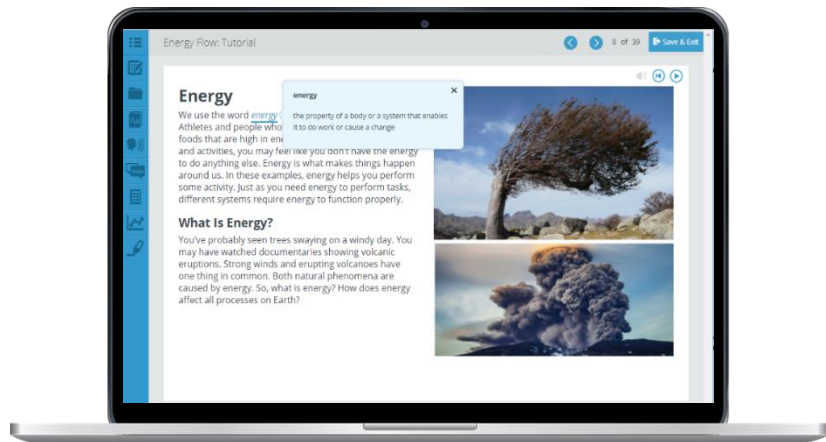 Energy Flow: Tutorial
8 of 39
Save & Exit
Energy
We use the word energy
Athletes and people who
foods that are high in ene
and activities, you may feel like you don't have the energy
to do anything else. Energy is what makes things happen
around us. In these examples, energy helps you perform
some activity. Just as you need energy to perform tasks,
different systems require energy to function properly.
energy
the property of a body or a system that enables
it to do work or cause a change
What Is Energy?
You've probably seen trees swaying on a windy day. You
may have watched documentaries showing volcanic
eruptions. Strong winds and erupting volcanoes have
one thing in common. Both natural phenomena are
caused by energy. So, what is energy? How does energy
affect all processes on Earth?